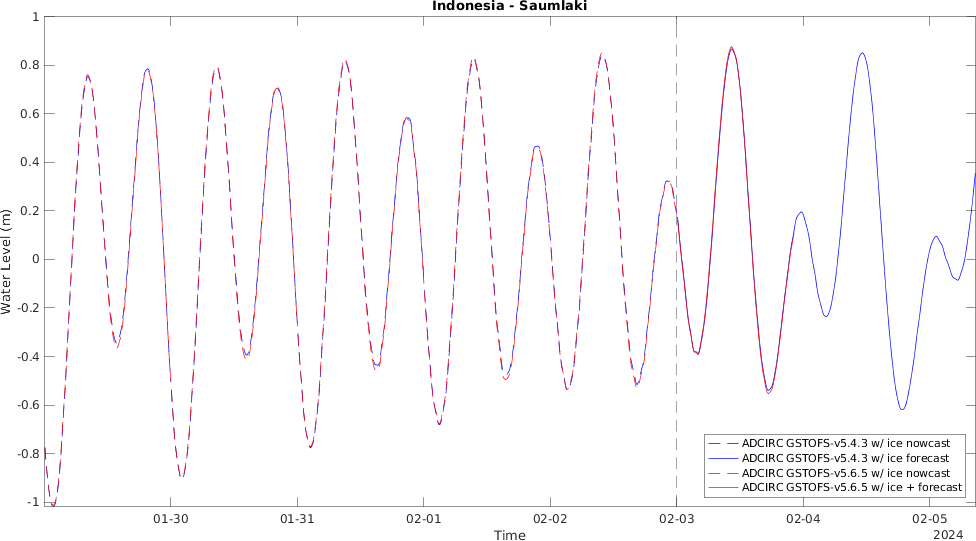 Indonesia - Saumlaki
Water Level (m)
1
0.8
0.6
0.4
0.2
0
-0.2
-0.4
-0.6
-0.8
-1
ADCIRC GSTOFS-v5.4.3 w/ ice nowcast
ADCIRC GSTOFS-v5.4.3 w/ ice forecast
ADCIRC GSTOFS-v5.6.5 w/ ice nowcast
ADCIRC GSTOFS-v5.6.5 w/ ice + forecast
01-30 01-31 02-01 02-02 02-03 02-04 02-05
Time 2024